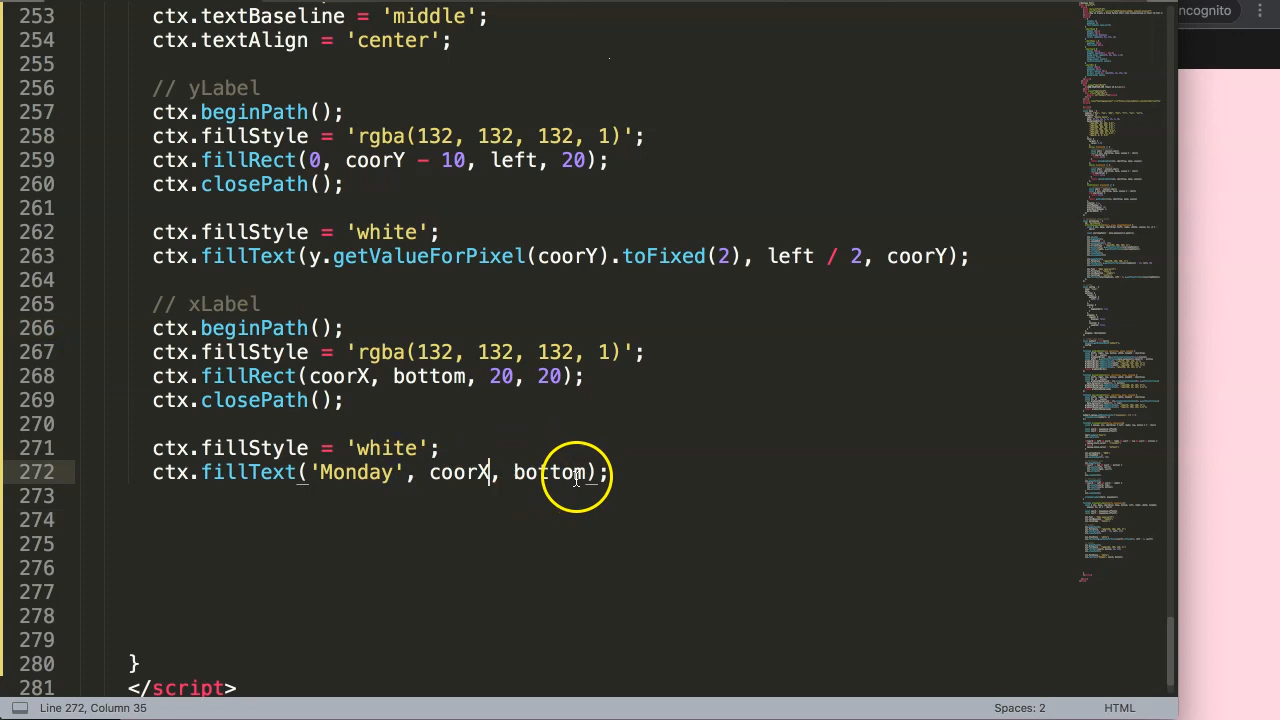 253 ctx.textBaseline = 'middle';
254 ctx.textAlign = 'center';
255
256 // yLabel
257 ctx.beginPath();
258 ctx.fillStyle = 'rgba(132, 132, 132, 1)';
259 ctx.fillRect(0, coorY - 10, left, 20);
260 ctx.closePath();
261
262 ctx.fillStyle = 'white';
263 ctx.fillText(y.getValueForPixel(coorY).toFixed(2), left / 2, coorY);
264
265 // xLabel
266 ctx.beginPath();
267 ctx.fillStyle = 'rgba(132, 132, 132, 1)';
268 ctx.fillRect(coorX, bottom, 20, 20);
269 ctx.closePath();
270
271 ctx.fillStyle = 'white';
272 ctx.fillText('Monday', coorX, bottom);
273
274
275
276
277
278
279
280 }
281 </script>
Line 272, Column 35
Spaces: 2
HTML
cognito